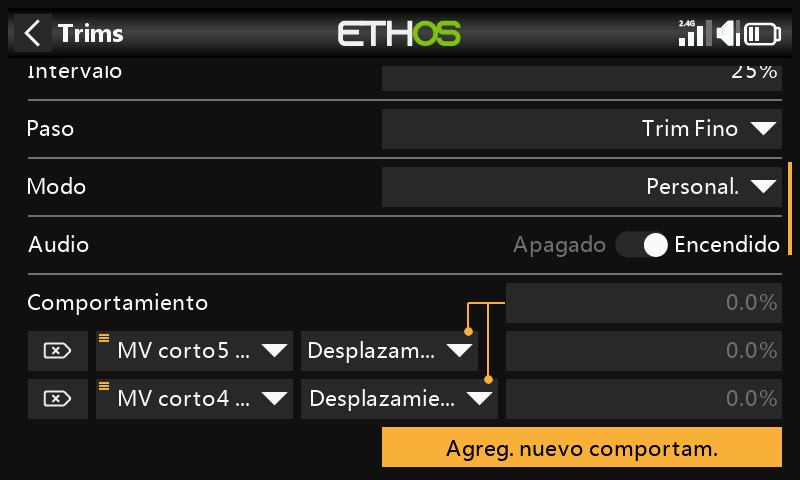 Trims ETHOS 2.4G
Intervalo 25%
Paso Trim Fino
Modo Personal.
Audio Apagado Encendido
Comportamiento 0.0%
MV corto5 ... Desplazam... 0.0%
MV corto4 ... Desplazamie... 0.0%
Agreg. nuevo comportam.